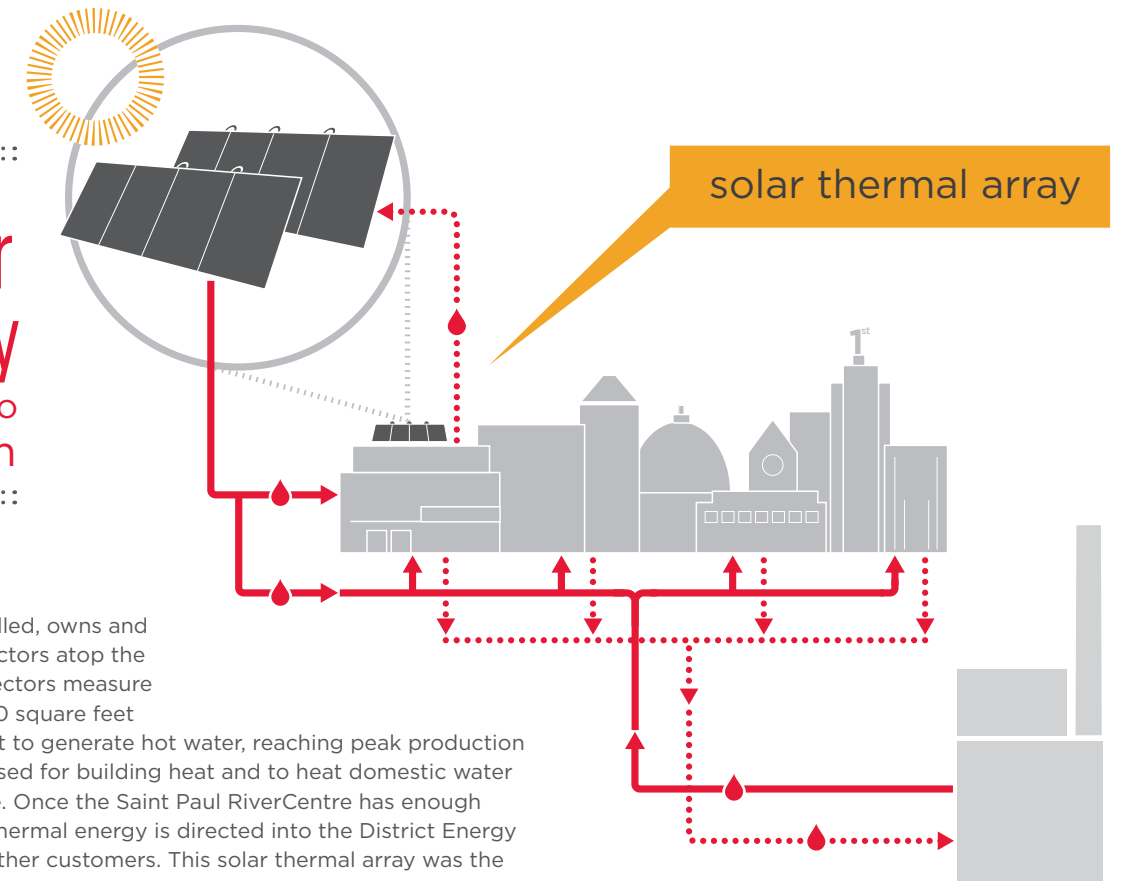 solar thermal array
1st
r
y
o
n
lled, owns and
ctors atop the
ectors measure
0 square feet
t to generate hot water, reaching peak production
sed for building heat and to heat domestic water
e. Once the Saint Paul RiverCentre has enough
hermal energy is directed into the District Energy
ther customers. This solar thermal array was the